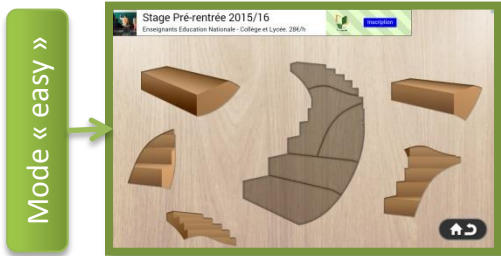 Mode « easy »
Stage Pré-rentrée 2015/16
Enseignants Education Nationale - Collège et Lycée. 28€/h
Inscription